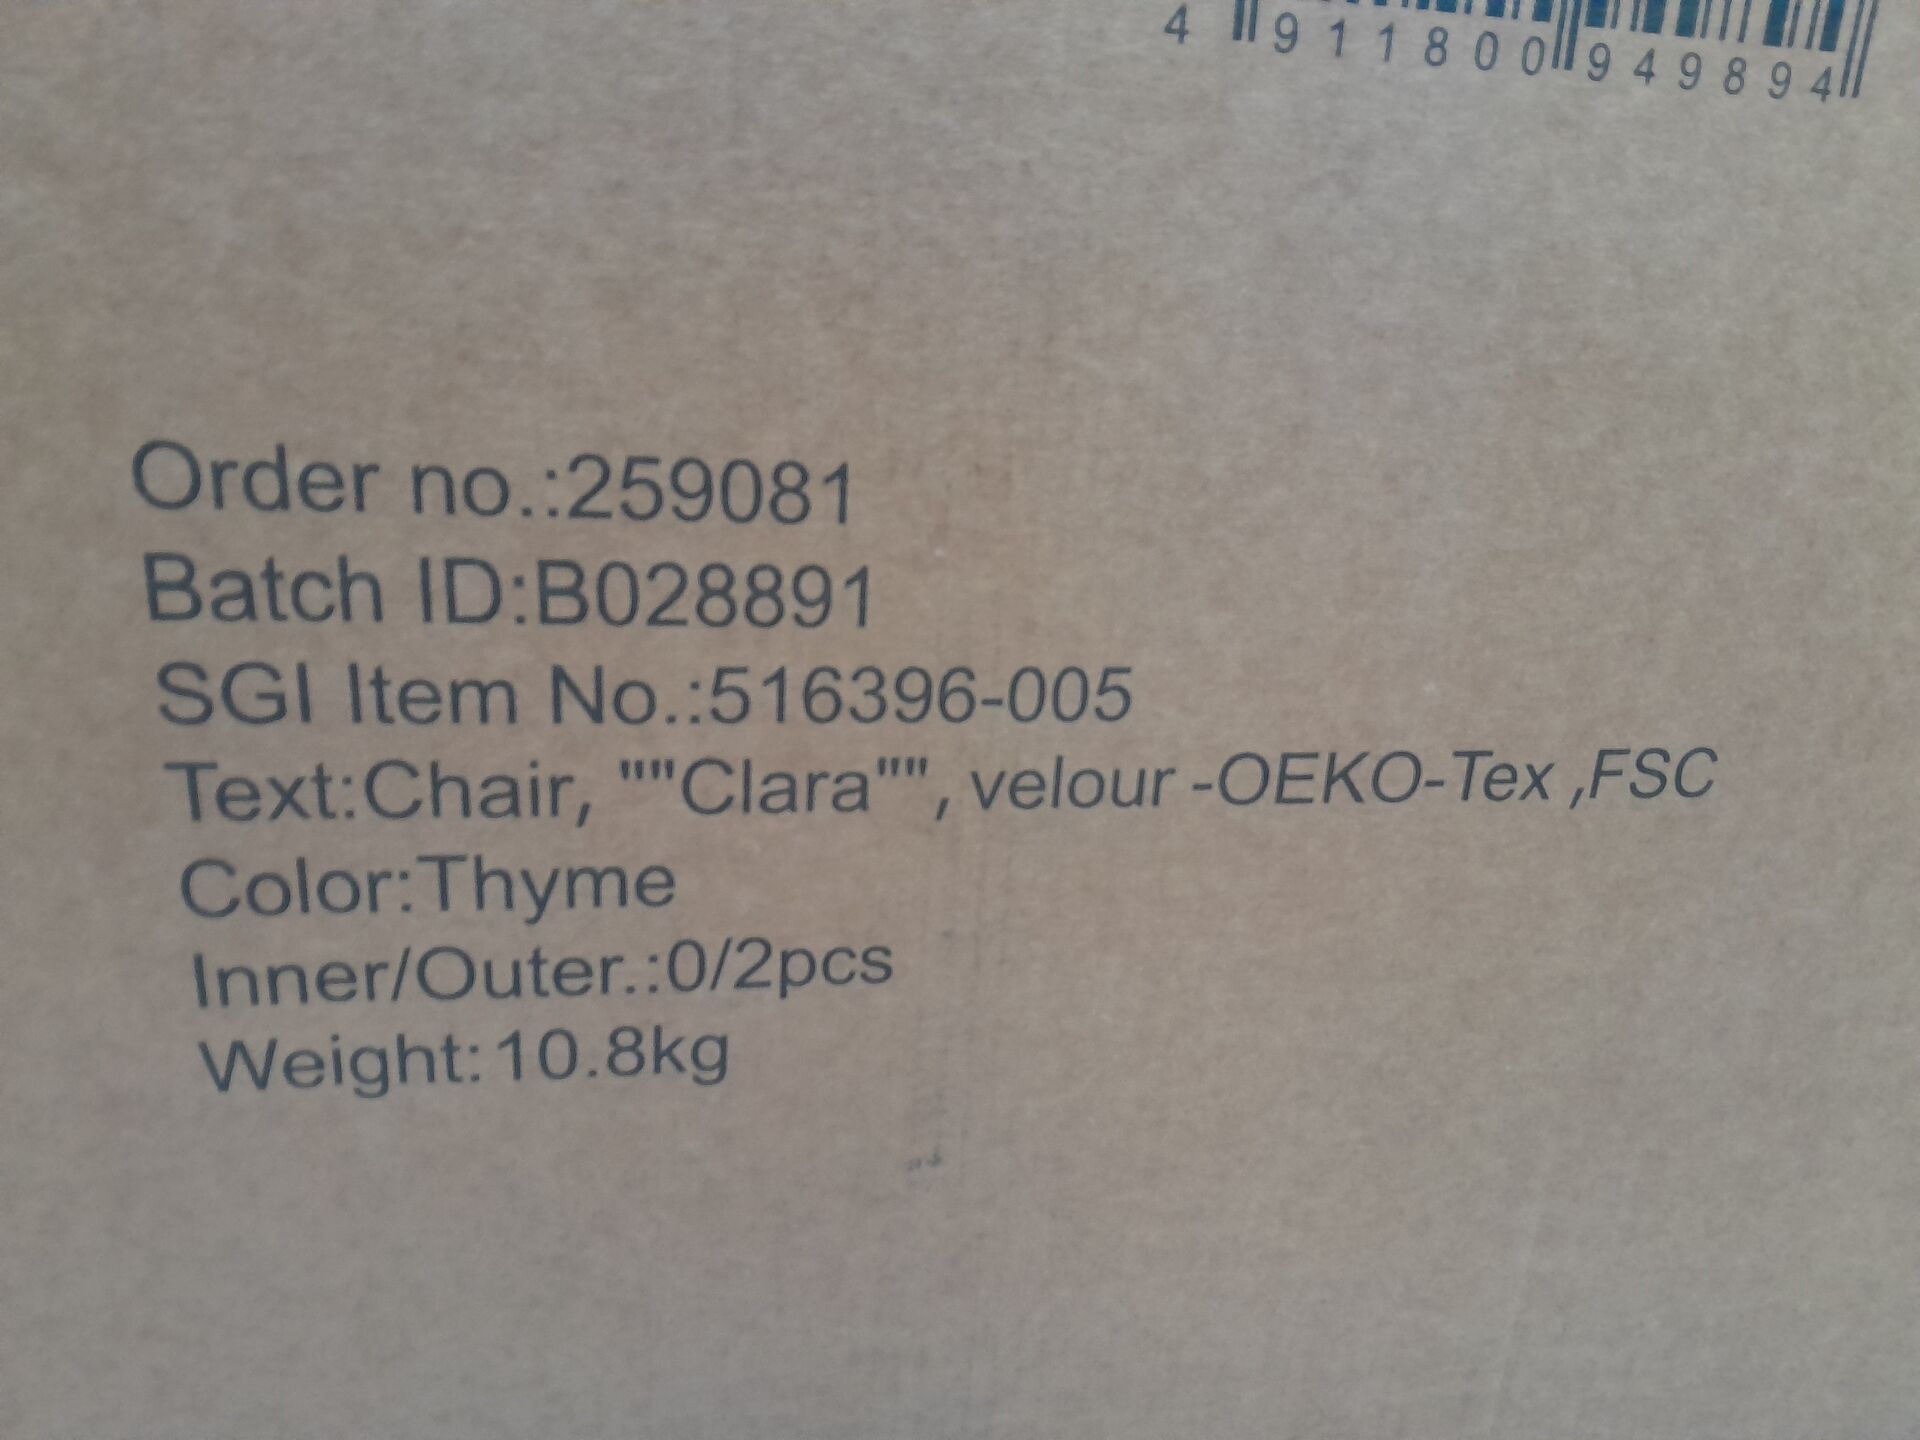 4 911800 949894
Order no.:259081
Batch ID:B028891
SGI Item No.:516396-005
Text:Chair, ""Clara"", velour -OEKO-Tex ,FSC
Color:Thyme
Inner/Outer.:0/2pcs
Weight:10.8kg